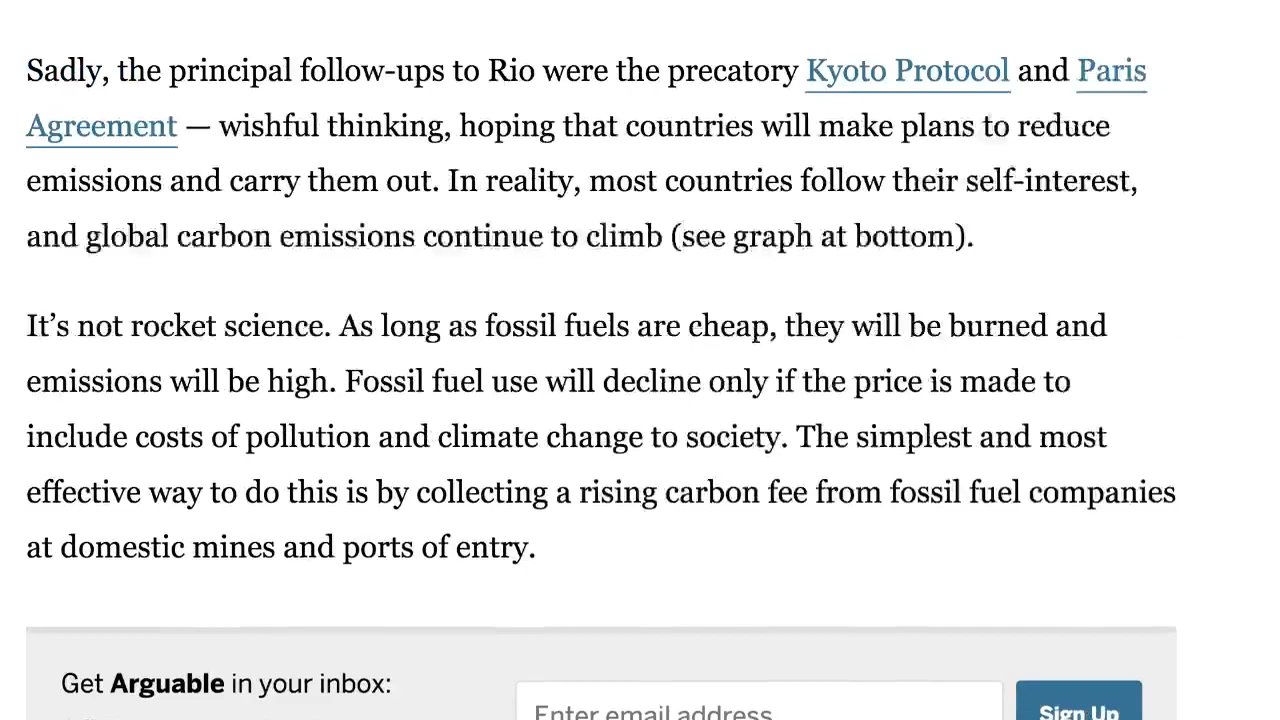 Sadly, the principal follow-ups to Rio were the precatory Kyoto Protocol and Paris
Agreement — wishful thinking, hoping that countries will make plans to reduce
emissions and carry them out. In reality, most countries follow their self-interest,
and global carbon emissions continue to climb (see graph at bottom).
It’s not rocket science. As long as fossil fuels are cheap, they will be burned and
emissions will be high. Fossil fuel use will decline only if the price is made to
include costs of pollution and climate change to society. The simplest and most
effective way to do this is by collecting a rising carbon fee from fossil fuel companies
at domestic mines and ports of entry.
Get Arguable in your inbox:
Enter email address
Sign Up